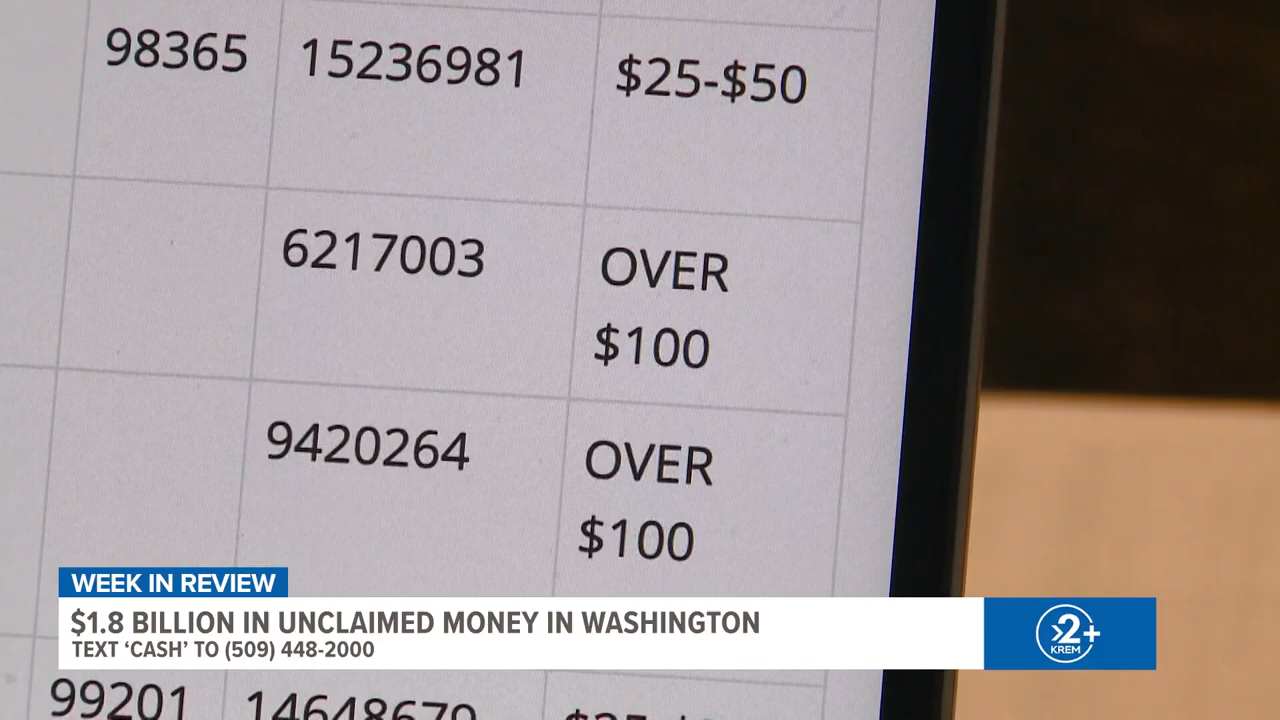 98365 15236981 $25-$50
6217003 OVER
$100
9420264 OVER
$100
WEEK IN REVIEW
$1.8 BILLION IN UNCLAIMED MONEY IN WASHINGTON
TEXT ‘CASH’ TO (509) 448-2000
2+
KREM
99201 14648679